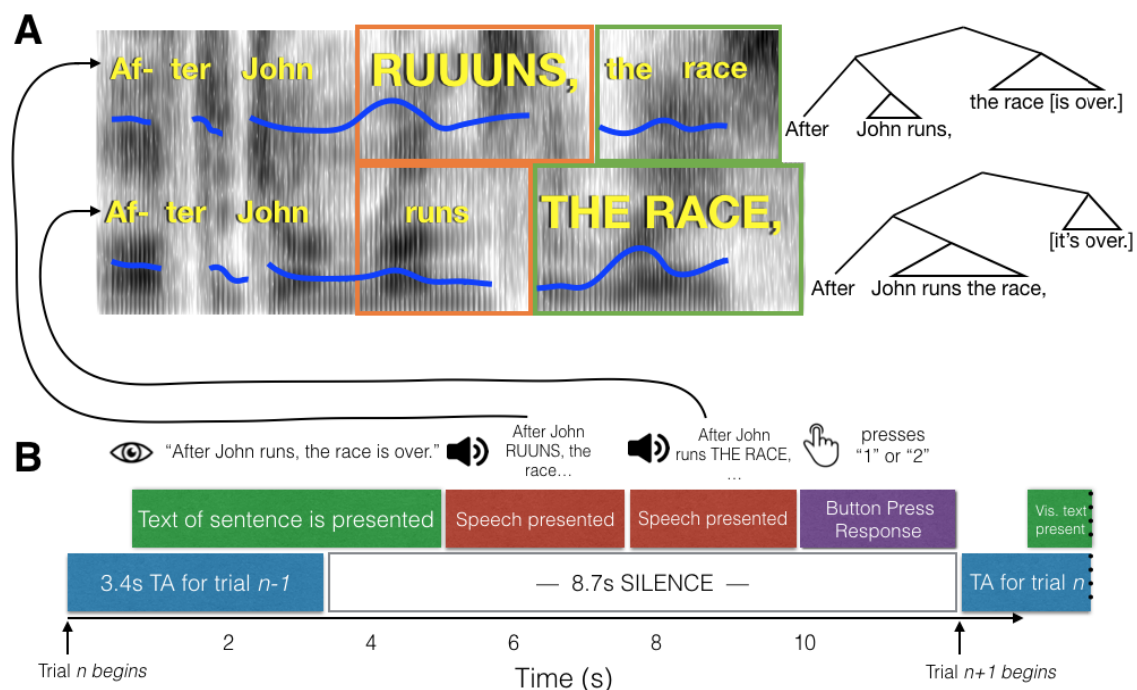 A
Af- ter John RUUUNS, the race
After
John runs,
the race [is over.]
Af- ter John runs THE RACE,
After
John runs the race,
[it's over.]
B
“After John runs, the race is over.”
After John
RUUNS, the
race…
After John
runs THE RACE,
…
presses
“1” or “2”
Text of sentence is presented
Speech presented
Speech presented
Button Press
Response
Vis. text
present
3.4s TA for trial n-1
— 8.7s SILENCE —
TA for trial n
2 4 6 8 10
Trial n begins
Time (s)
Trial n+1 begins